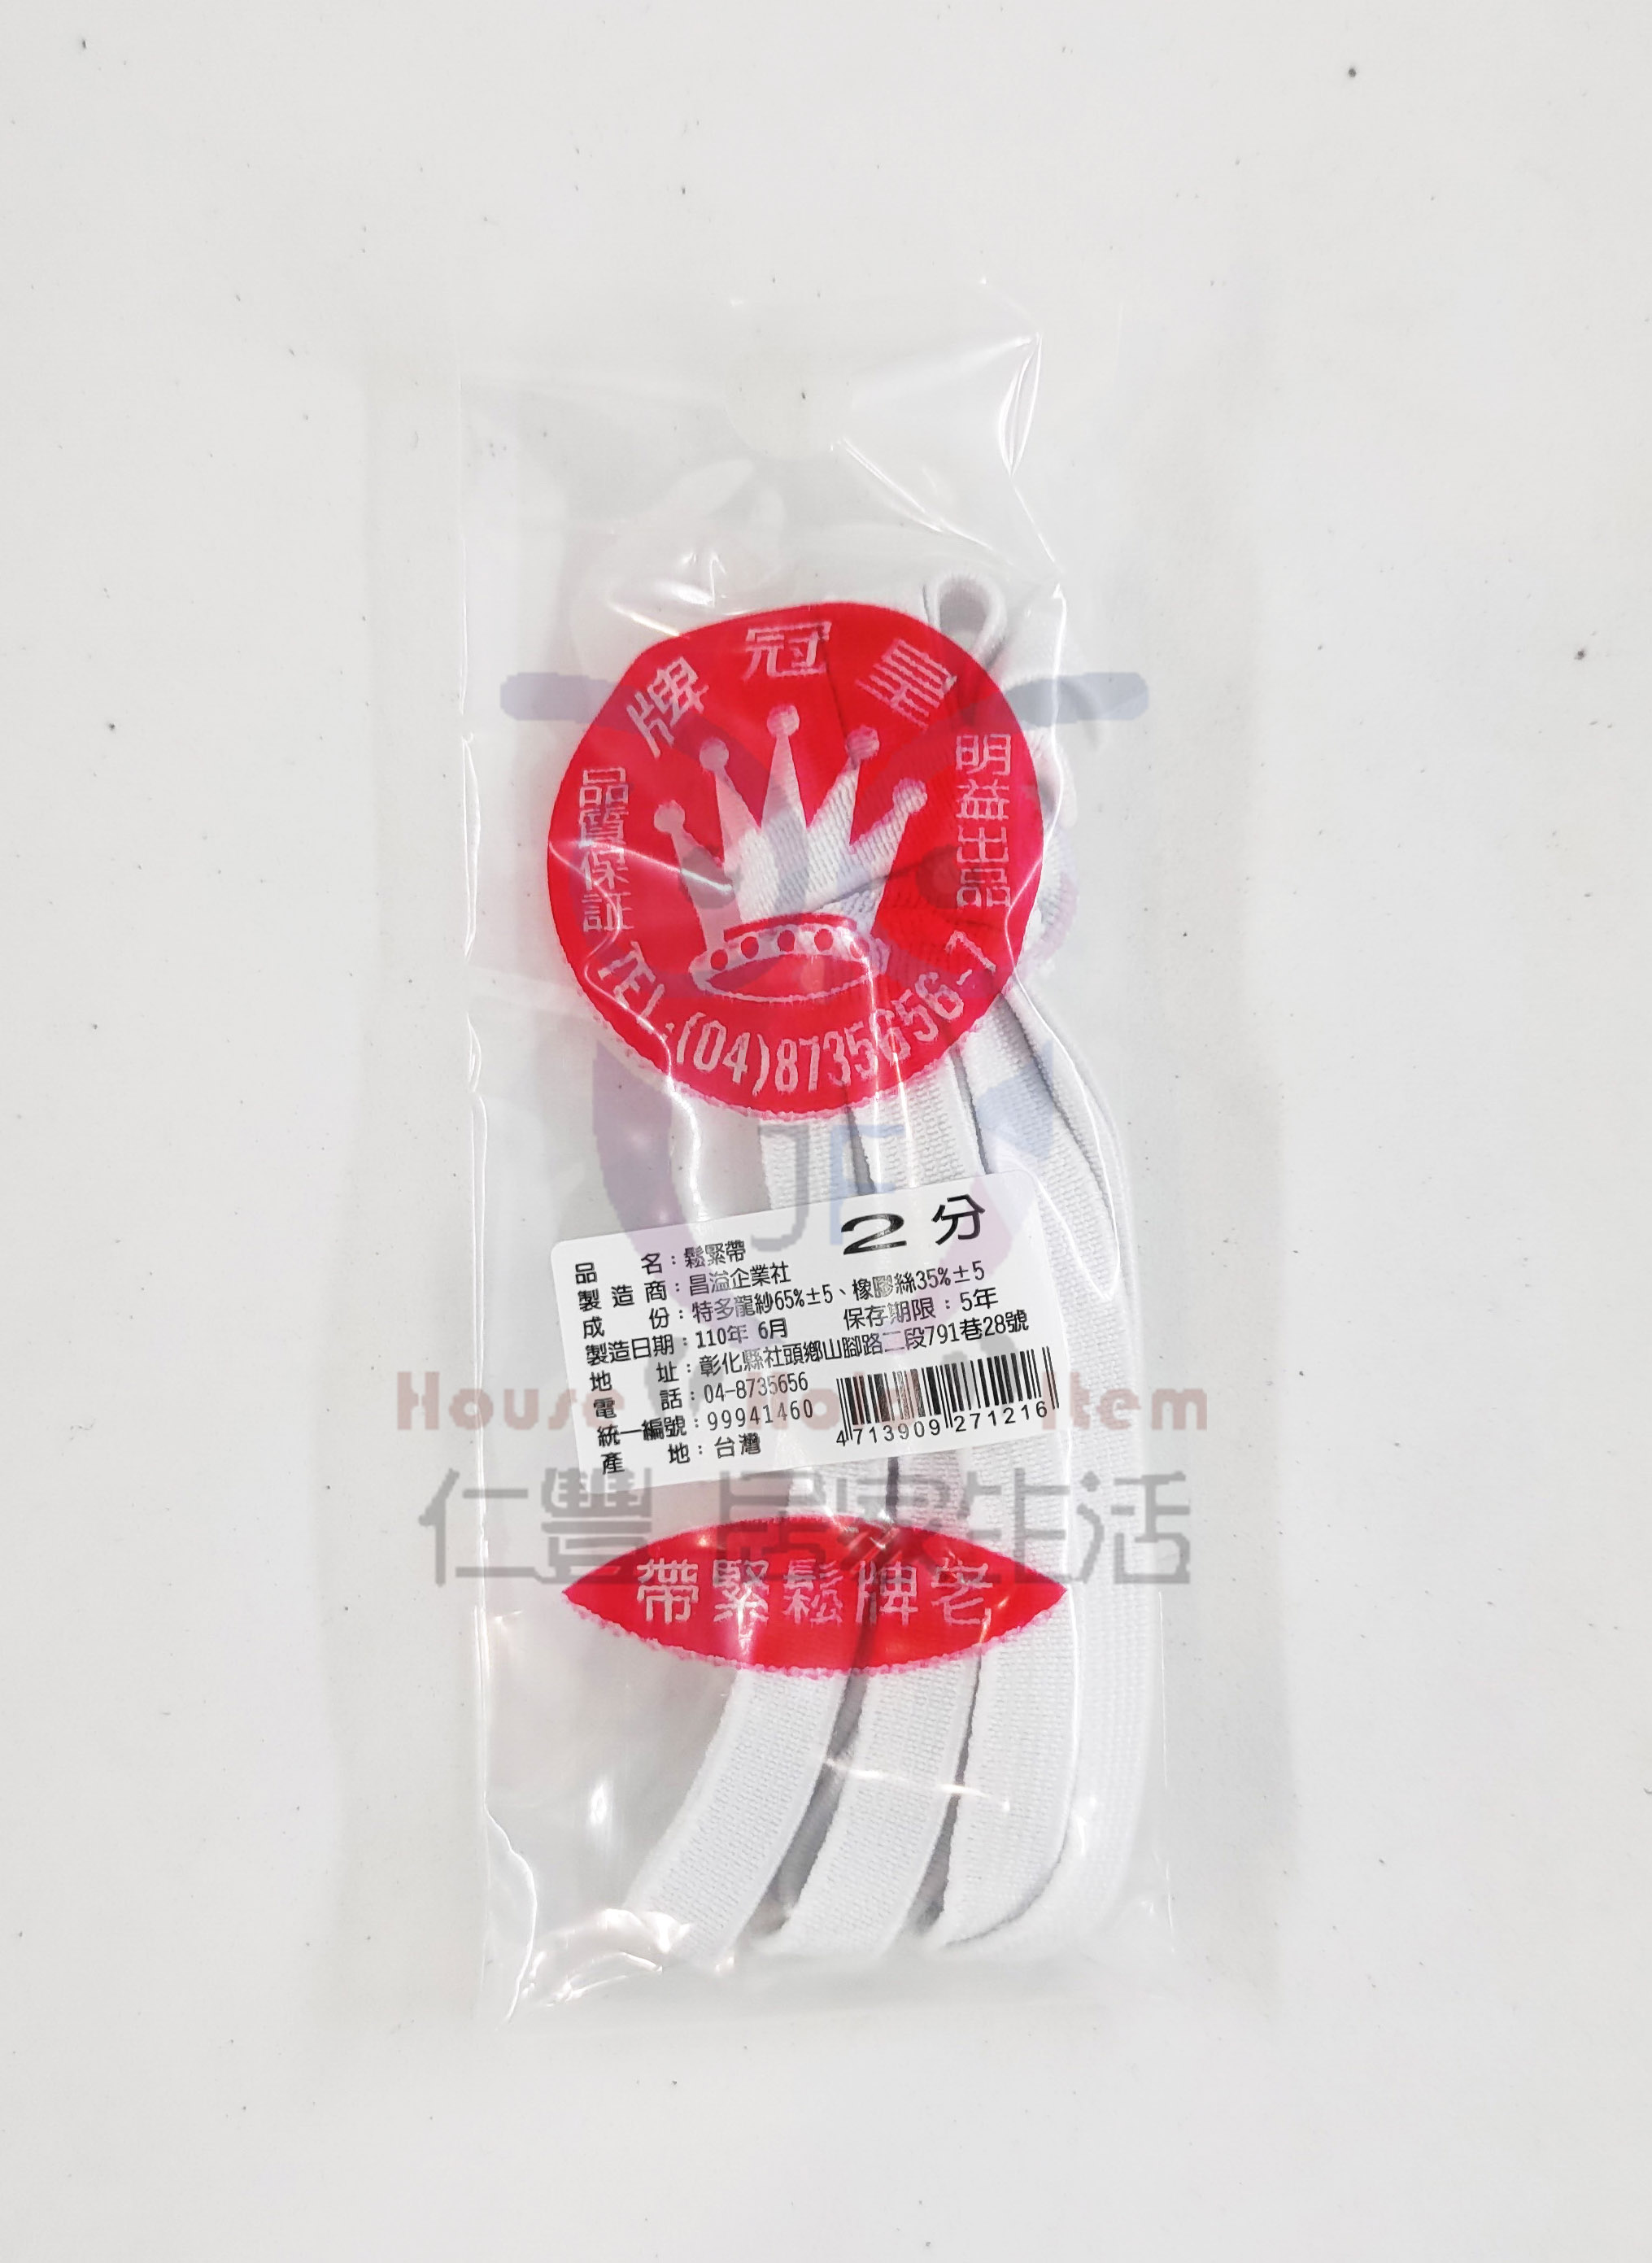 牌冠皇
品質保証
明益出品
TEL.(04)8735656-7
JF
2分
品名：鬆緊帶
製造商：昌溢企業社
成份：特多龍紗65%±5、橡膠絲35%±5
製造日期：110年 6月 保存期限：5年
地址：彰化縣社頭鄉山腳路二段791巷28號
電話：04-8735656
統一編號：99941460
產地：台灣
4713909271216
House
仁豐 居家生活
帶緊鬆牌老